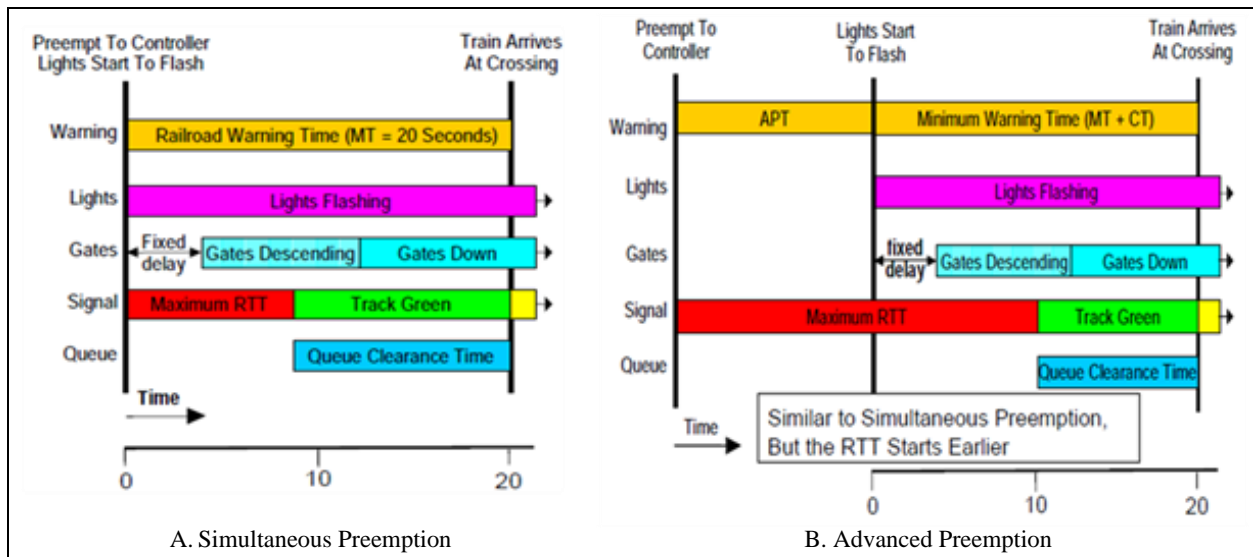 Preempt To Controller
Lights Start To Flash
Train Arrives
At Crossing
Warning
Railroad Warning Time (MT = 20 Seconds)
Lights
Lights Flashing
Gates
Fixed
delay
Gates Descending
Gates Down
Signal
Maximum RTT
Track Green
Queue
Queue Clearance Time
Time
0
10
20
A. Simultaneous Preemption
Preempt To
Controller
Lights Start
To Flash
Train Arrives
At Crossing
Warning
APT
Minimum Warning Time (MT + CT)
Lights
Lights Flashing
Gates
fixed
delay
Gates Descending
Gates Down
Signal
Maximum RTT
Track Green
Queue
Queue Clearance Time
Time
Similar to Simultaneous Preemption,
But the RTT Starts Earlier
0
10
20
B. Advanced Preemption